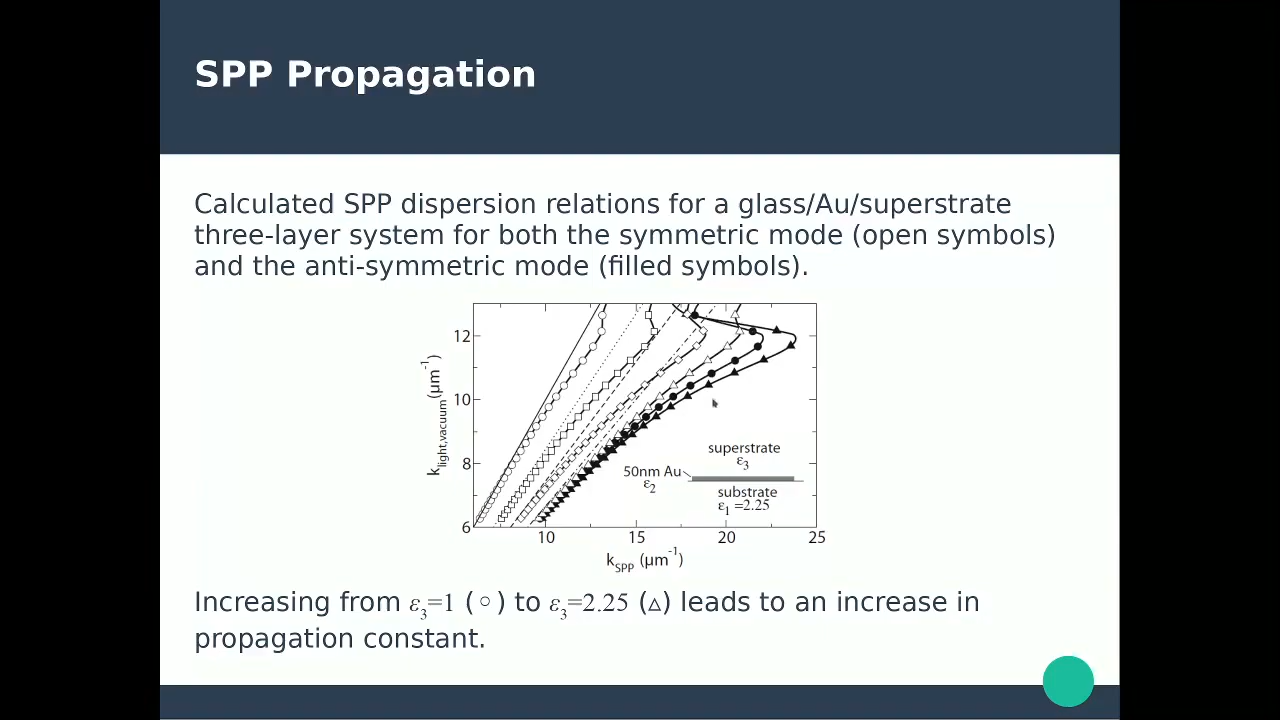 SPP Propagation
Calculated SPP dispersion relations for a glass/Au/superstrate
three-layer system for both the symmetric mode (open symbols)
and the anti-symmetric mode (filled symbols).
12
10
8
6
k_light,vacuum(μm⁻¹)
superstrate
ε₃
50nm Au
ε₂
substrate
ε₁ =2.25
10 15 20 25
k_SPP (μm⁻¹)
Increasing from ε₃=1 (○) to ε₃=2.25 (▵) leads to an increase in
propagation constant.